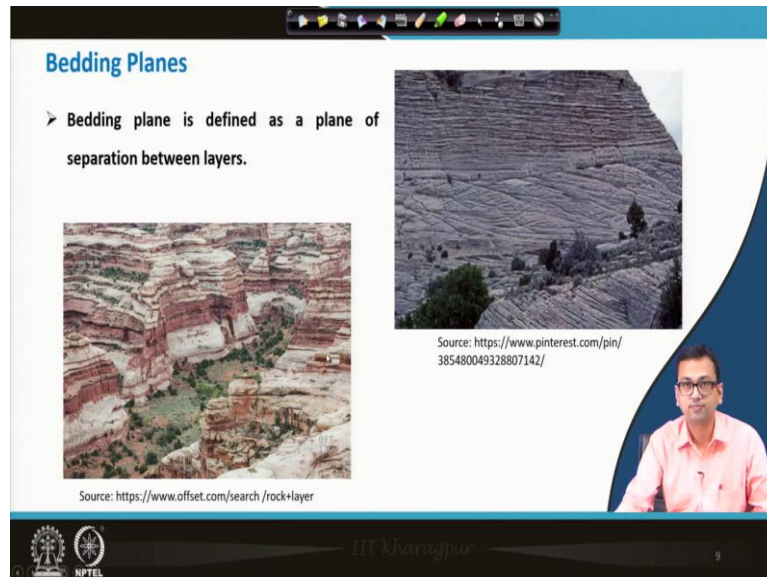 Bedding Planes
➤ Bedding plane is defined as a plane of
separation between layers.
Source: https://www.pinterest.com/pin/
385480049328807142/
Source: https://www.offset.com/search /rock+layer
NPTEL
IIT Kharagpur
9